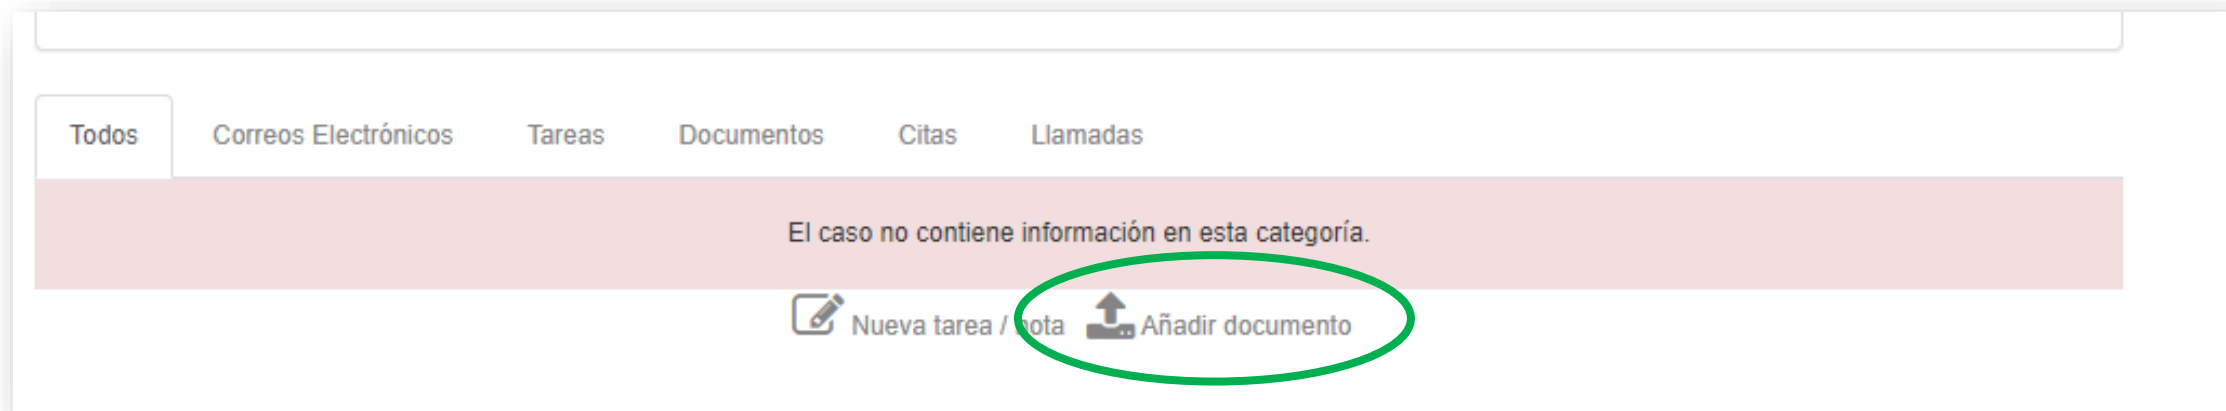 Todos Correos Electrónicos Tareas Documentos Citas Llamadas
El caso no contiene información en esta categoría.
Nueva tarea / nota Añadir documento